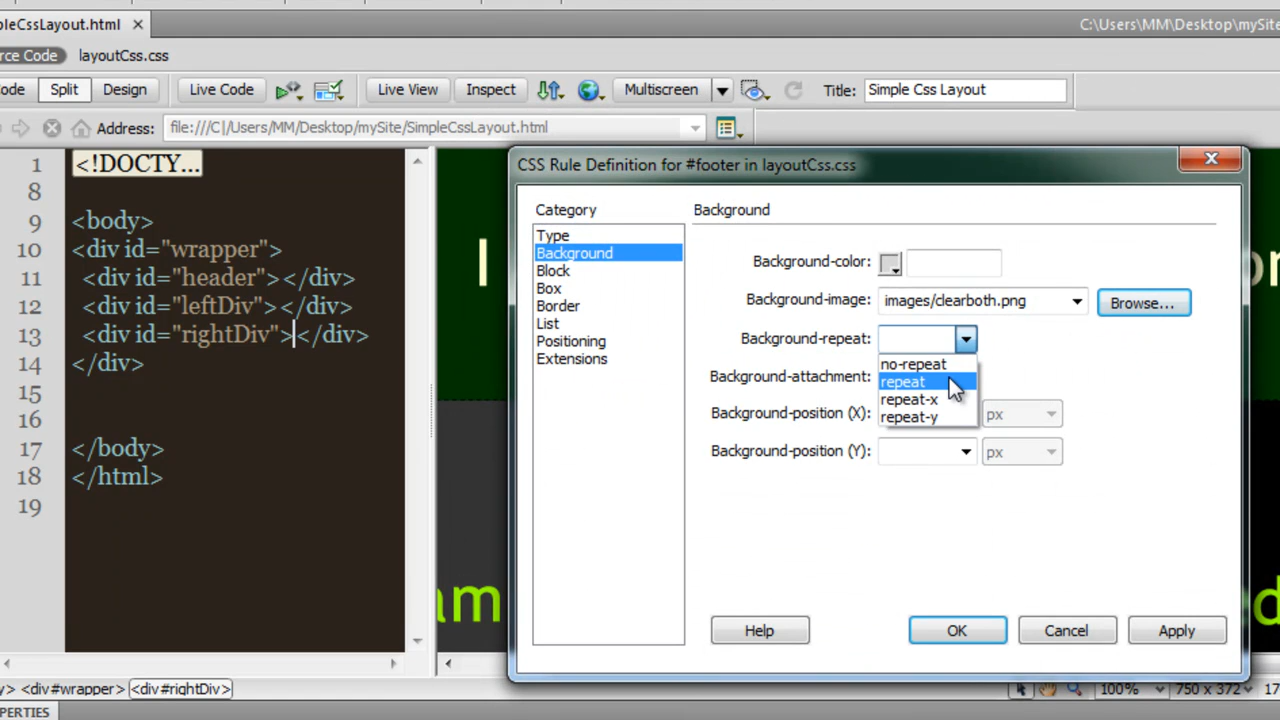 pleCssLayout.html
C:\Users\MM\Desktop\mySite
rce Code layoutCss.css
ode Split Design Live Code Live View Inspect Multiscreen Title: Simple Css Layout
Address: file:///C|/Users/MM/Desktop/mySite/SimpleCssLayout.html
1 <!DOCTY...
8
9 <body>
10 <div id="wrapper">
11 <div id="header"></div>
12 <div id="leftDiv"></div>
13 <div id="rightDiv"></div>
14 </div>
15
16
17 </body>
18 </html>
19
I
am
CSS Rule Definition for #footer in layoutCss.css
Category
Type
Background
Block
Box
Border
List
Positioning
Extensions
Background
Background-color:
Background-image: images/clearboth.png Browse...
Background-repeat:
no-repeat
repeat
repeat-x
repeat-y
Background-attachment:
Background-position (X): px
Background-position (Y): px
Help OK Cancel Apply
y> <div#wrapper> <div#rightDiv> 100% 750 x 372 17
PERTIES